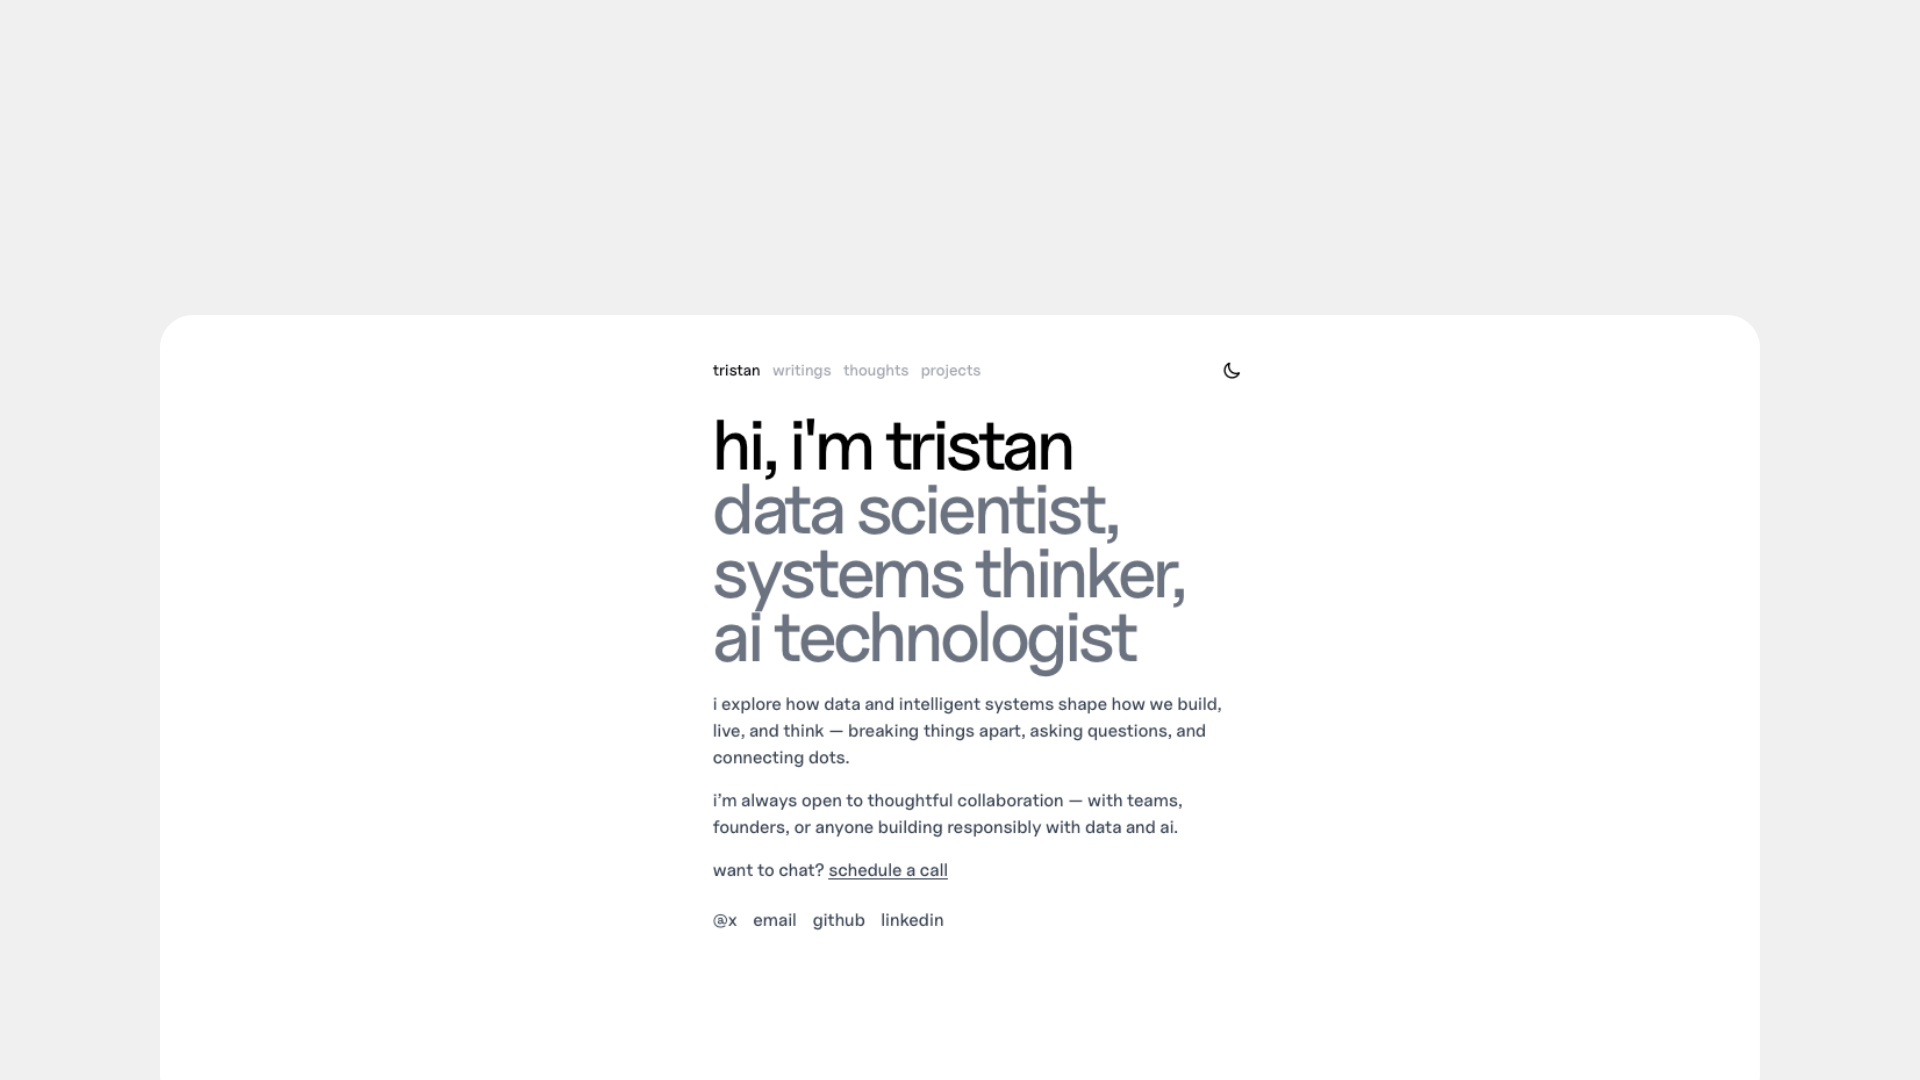 tristan writings thoughts projects
hi, i'm tristan
data scientist,
systems thinker,
ai technologist
i explore how data and intelligent systems shape how we build,
live, and think — breaking things apart, asking questions, and
connecting dots.
i’m always open to thoughtful collaboration — with teams,
founders, or anyone building responsibly with data and ai.
want to chat? schedule a call
@x email github linkedin